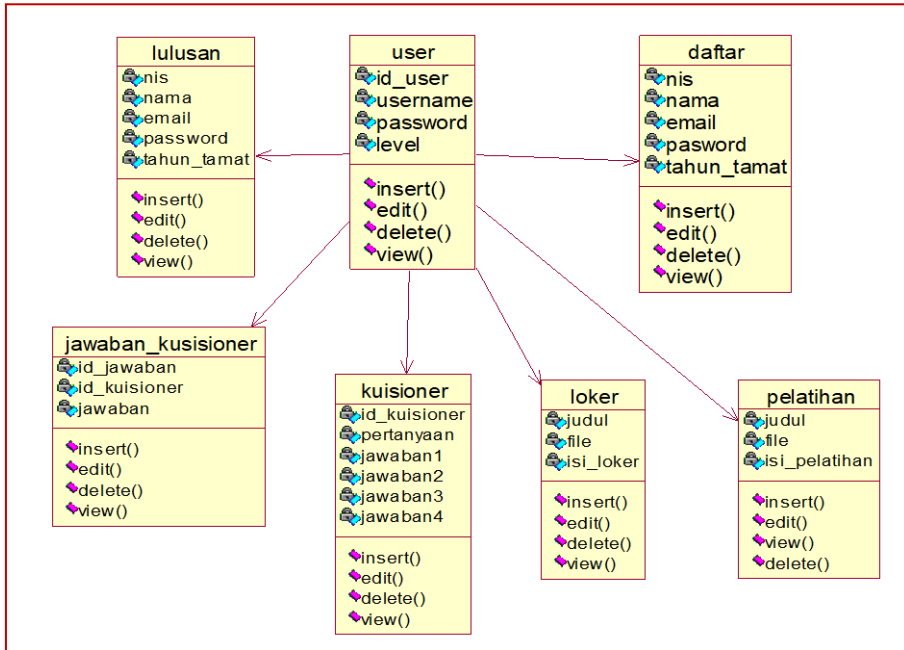 lulusan
nis
nama
email
password
tahun_tamat
insert()
edit()
delete()
view()
user
id_user
username
password
level
insert()
edit()
delete()
view()
daftar
nis
nama
email
pasword
tahun_tamat
insert()
edit()
delete()
view()
jawaban_kusisioner
id_jawaban
id_kuisioner
jawaban
insert()
edit()
delete()
view()
kuisioner
id_kuisioner
pertanyaan
jawaban1
jawaban2
jawaban3
jawaban4
insert()
edit()
delete()
view()
loker
judul
file
isi_loker
insert()
edit()
delete()
view()
pelatihan
judul
file
isi_pelatihan
insert()
edit()
view()
delete()